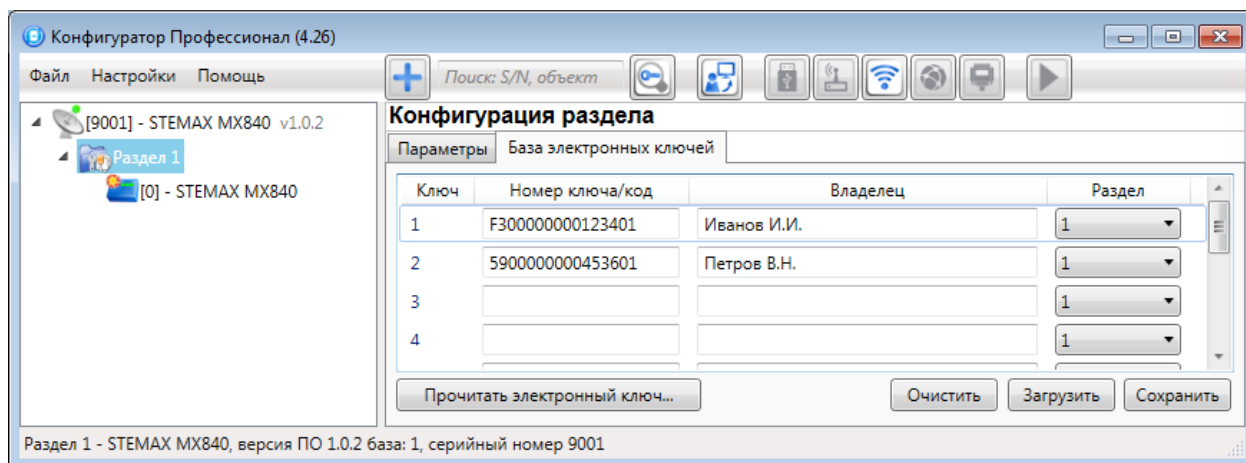 Конфигуратор Профессионал (4.26)
Файл Настройки Помощь
Поиск: S/N, объект
[9001] - STEMAX MX840 v1.0.2
Раздел 1
[0] - STEMAX MX840
Конфигурация раздела
Параметры База электронных ключей
Ключ Номер ключа/код Владелец Раздел
1 F300000000123401 Иванов И.И. 1
2 5900000000453601 Петров В.Н. 1
3 1
4 1
Прочитать электронный ключ... Очистить Загрузить Сохранить
Раздел 1 - STEMAX MX840, версия ПО 1.0.2 база: 1, серийный номер 9001